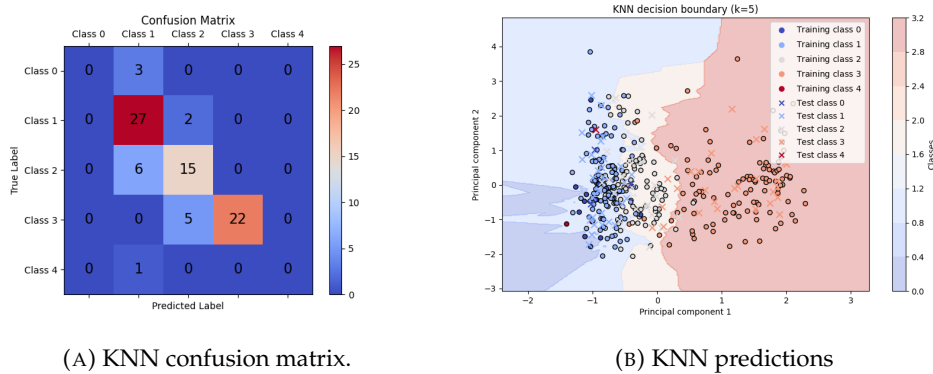 Confusion Matrix
Class 0 Class 1 Class 2 Class 3 Class 4
Class 0 0 3 0 0 0
Class 1 0 27 2 0 0
Class 2 0 6 15 0 0
Class 3 0 0 5 22 0
Class 4 0 1 0 0 0
True Label
Predicted Label
25
20
15
10
5
0
(A) KNN confusion matrix.
KNN decision boundary (k=5)
Training class 0
Training class 1
Training class 2
Training class 3
Training class 4
Test class 0
Test class 1
Test class 2
Test class 3
Test class 4
Principal component 2
4
3
2
1
0
−1
−2
−3
−2 −1 0 1 2 3
Principal component 1
3.2
2.8
2.4
2.0
1.6
1.2
0.8
0.4
0.0
Classes
(B) KNN predictions